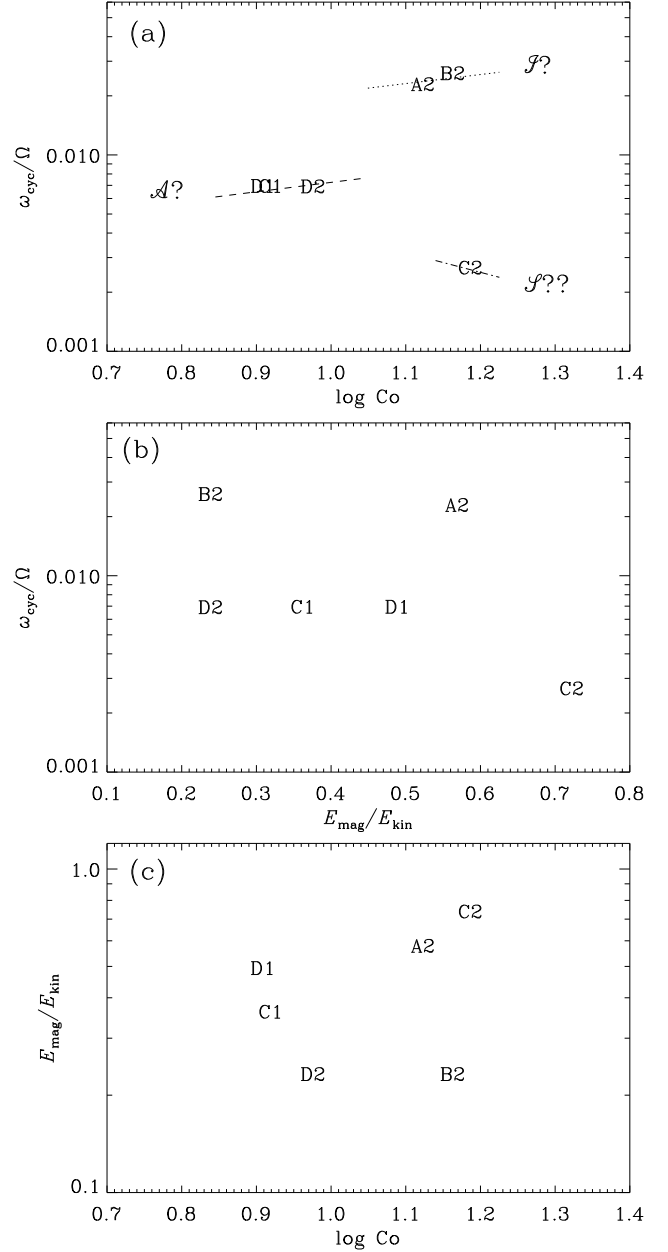 (a)
B2
A2
ℐ?
0.010
ω_cyc/Ω
𝒜?
D1
C1
D2
C2
𝒮??
0.001
0.7 0.8 0.9 1.0 1.1 1.2 1.3 1.4
log Co
(b)
B2
A2
0.010
ω_cyc/Ω
D2 C1 D1
C2
0.001
0.1 0.2 0.3 0.4 0.5 0.6 0.7 0.8
E_mag/E_kin
(c)
1.0
C2
A2
D1
E_mag/E_kin
C1
D2 B2
0.1
0.7 0.8 0.9 1.0 1.1 1.2 1.3 1.4
log Co